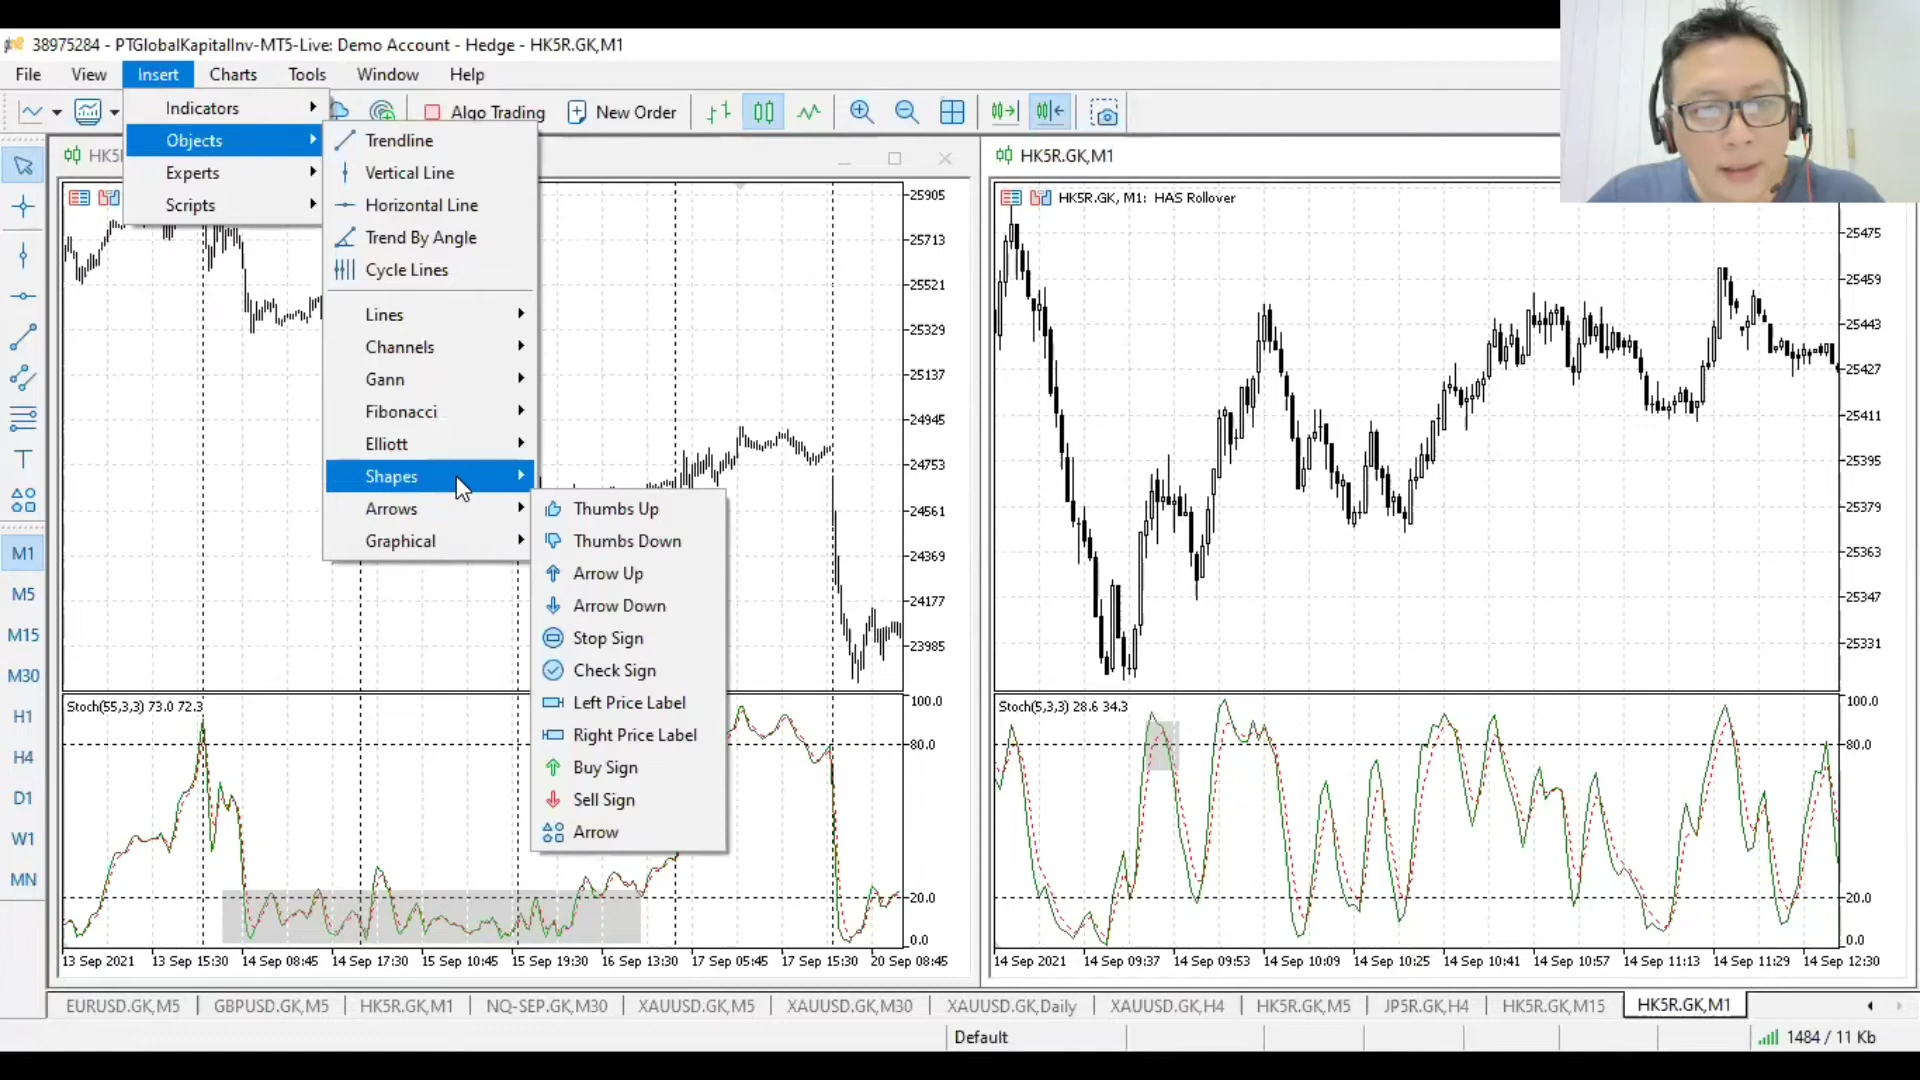 38975284 - PTGlobalKapitalInv-MT5-Live: Demo Account - Hedge - HK5R.GK,M1
File View Insert Charts Tools Window Help
Algo Trading New Order
Indicators
Objects
Experts
Scripts
Trendline
Vertical Line
Horizontal Line
Trend By Angle
Cycle Lines
Lines
Channels
Gann
Fibonacci
Elliott
Shapes
Arrows
Graphical
Thumbs Up
Thumbs Down
Arrow Up
Arrow Down
Stop Sign
Check Sign
Left Price Label
Right Price Label
Buy Sign
Sell Sign
Arrow
M1
M5
M15
M30
H1
H4
D1
W1
MN
25905
25713
25521
25329
25137
24945
24753
24561
24369
24177
23985
Stoch(55,3,3) 73.0 72.3
100.0
80.0
20.0
0.0
13 Sep 2021 13 Sep 15:30 14 Sep 08:45 14 Sep 17:30 15 Sep 10:45 15 Sep 19:30 16 Sep 13:30 17 Sep 05:45 17 Sep 15:30 20 Sep 08:45
HK5R.GK,M1
HK5R.GK, M1: HAS Rollover
25475
25459
25443
25427
25411
25395
25379
25363
25347
25331
Stoch(5,3,3) 28.6 34.3
100.0
80.0
20.0
0.0
14 Sep 2021 14 Sep 09:37 14 Sep 09:53 14 Sep 10:09 14 Sep 10:25 14 Sep 10:41 14 Sep 10:57 14 Sep 11:13 14 Sep 11:29 14 Sep 12:30
EURUSD.GK,M5 GBPUSD.GK,M5 HK5R.GK,M1 NQ-SEP.GK,M30 XAUUSD.GK,M5 XAUUSD.GK,M30 XAUUSD.GK,Daily XAUUSD.GK,H4 HK5R.GK,M5 JP5R.GK,H4 HK5R.GK,M15 HK5R.GK,M1
Default
1484 / 11 Kb